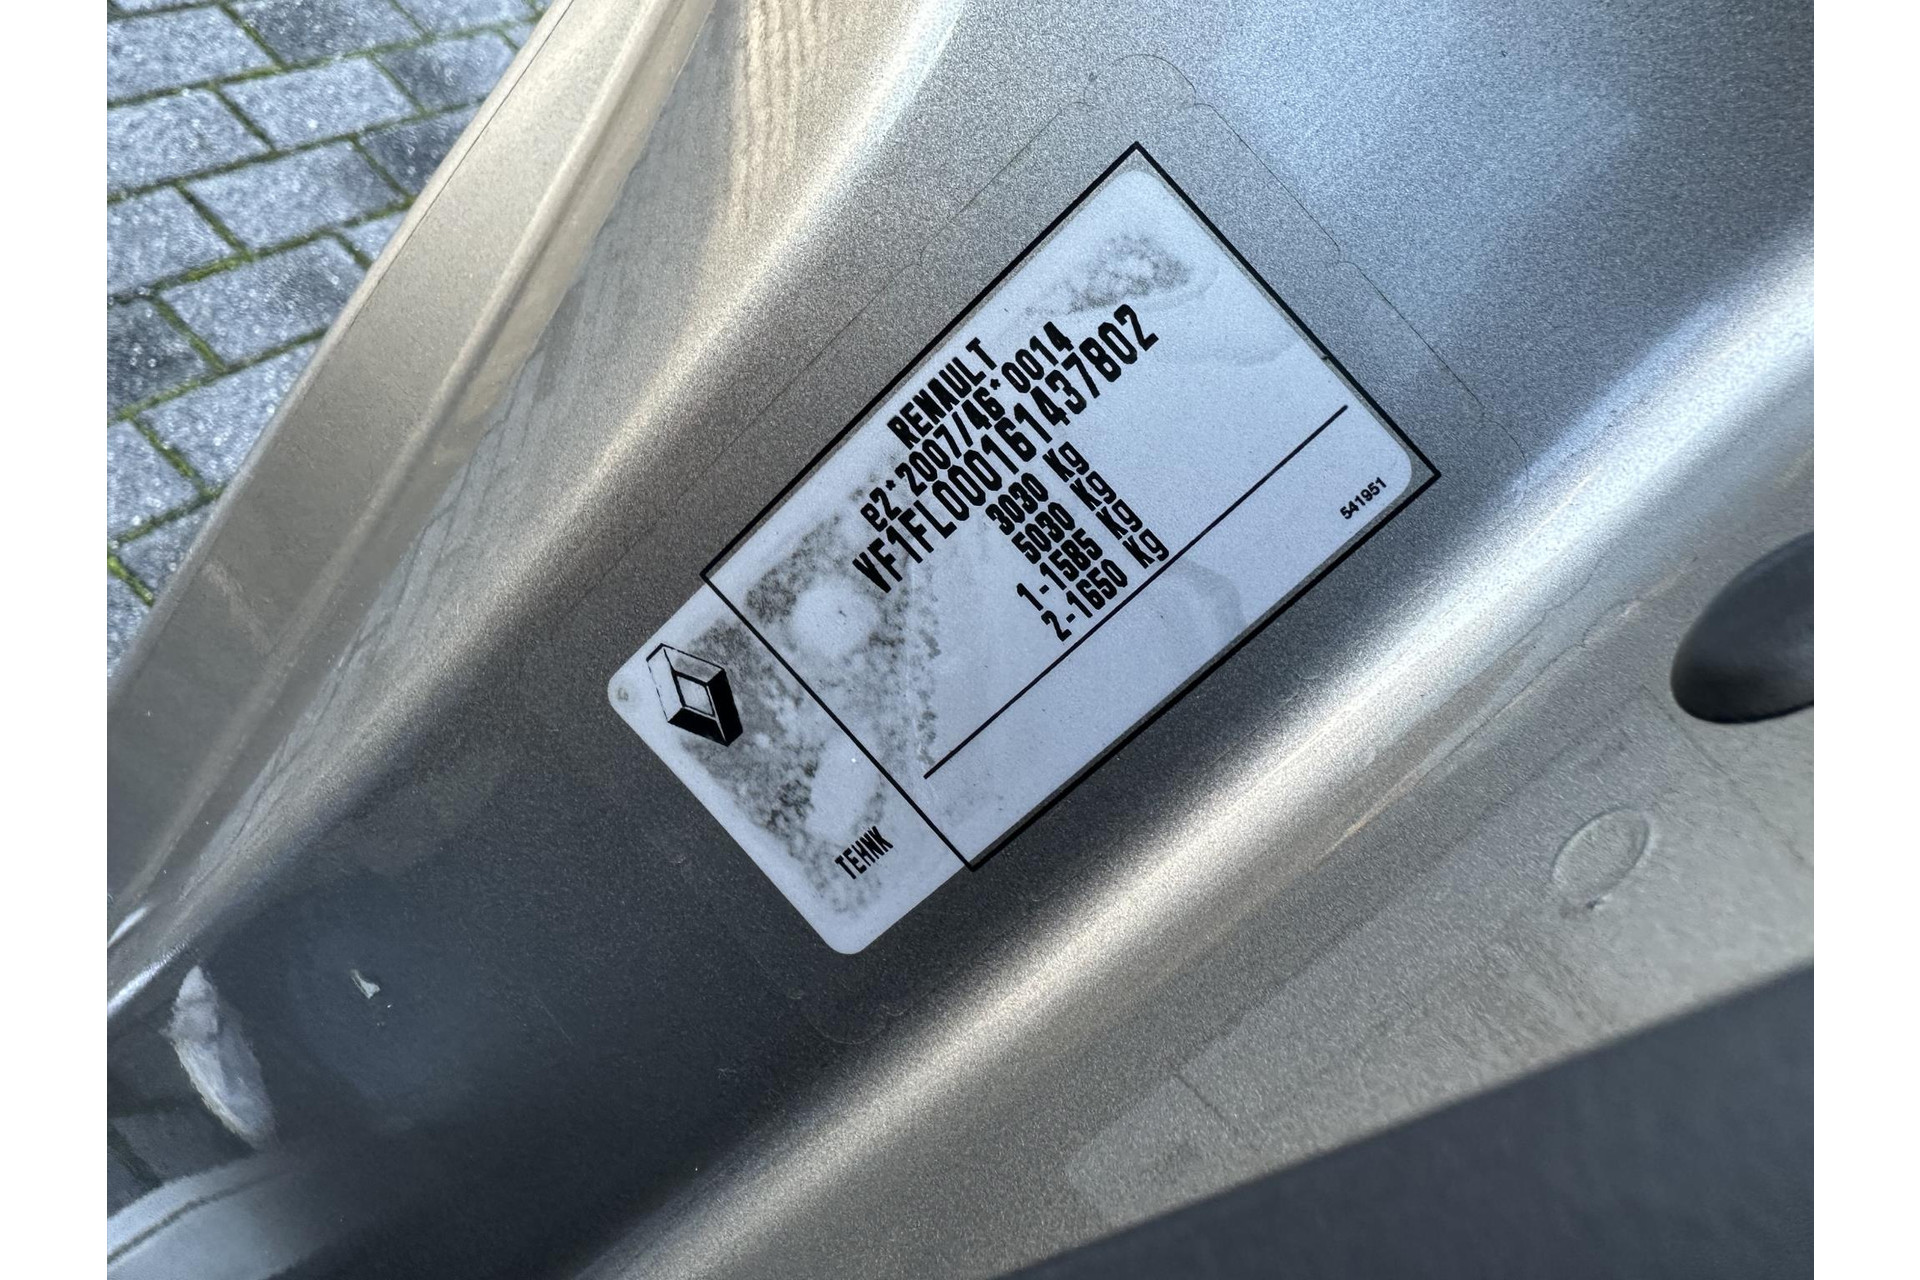 RENAULT
e2*2007/46*0014
VF1FL000161437802
3030 Kg
5030 Kg
1-1585 Kg
2-1650 Kg
541951
TEHNK